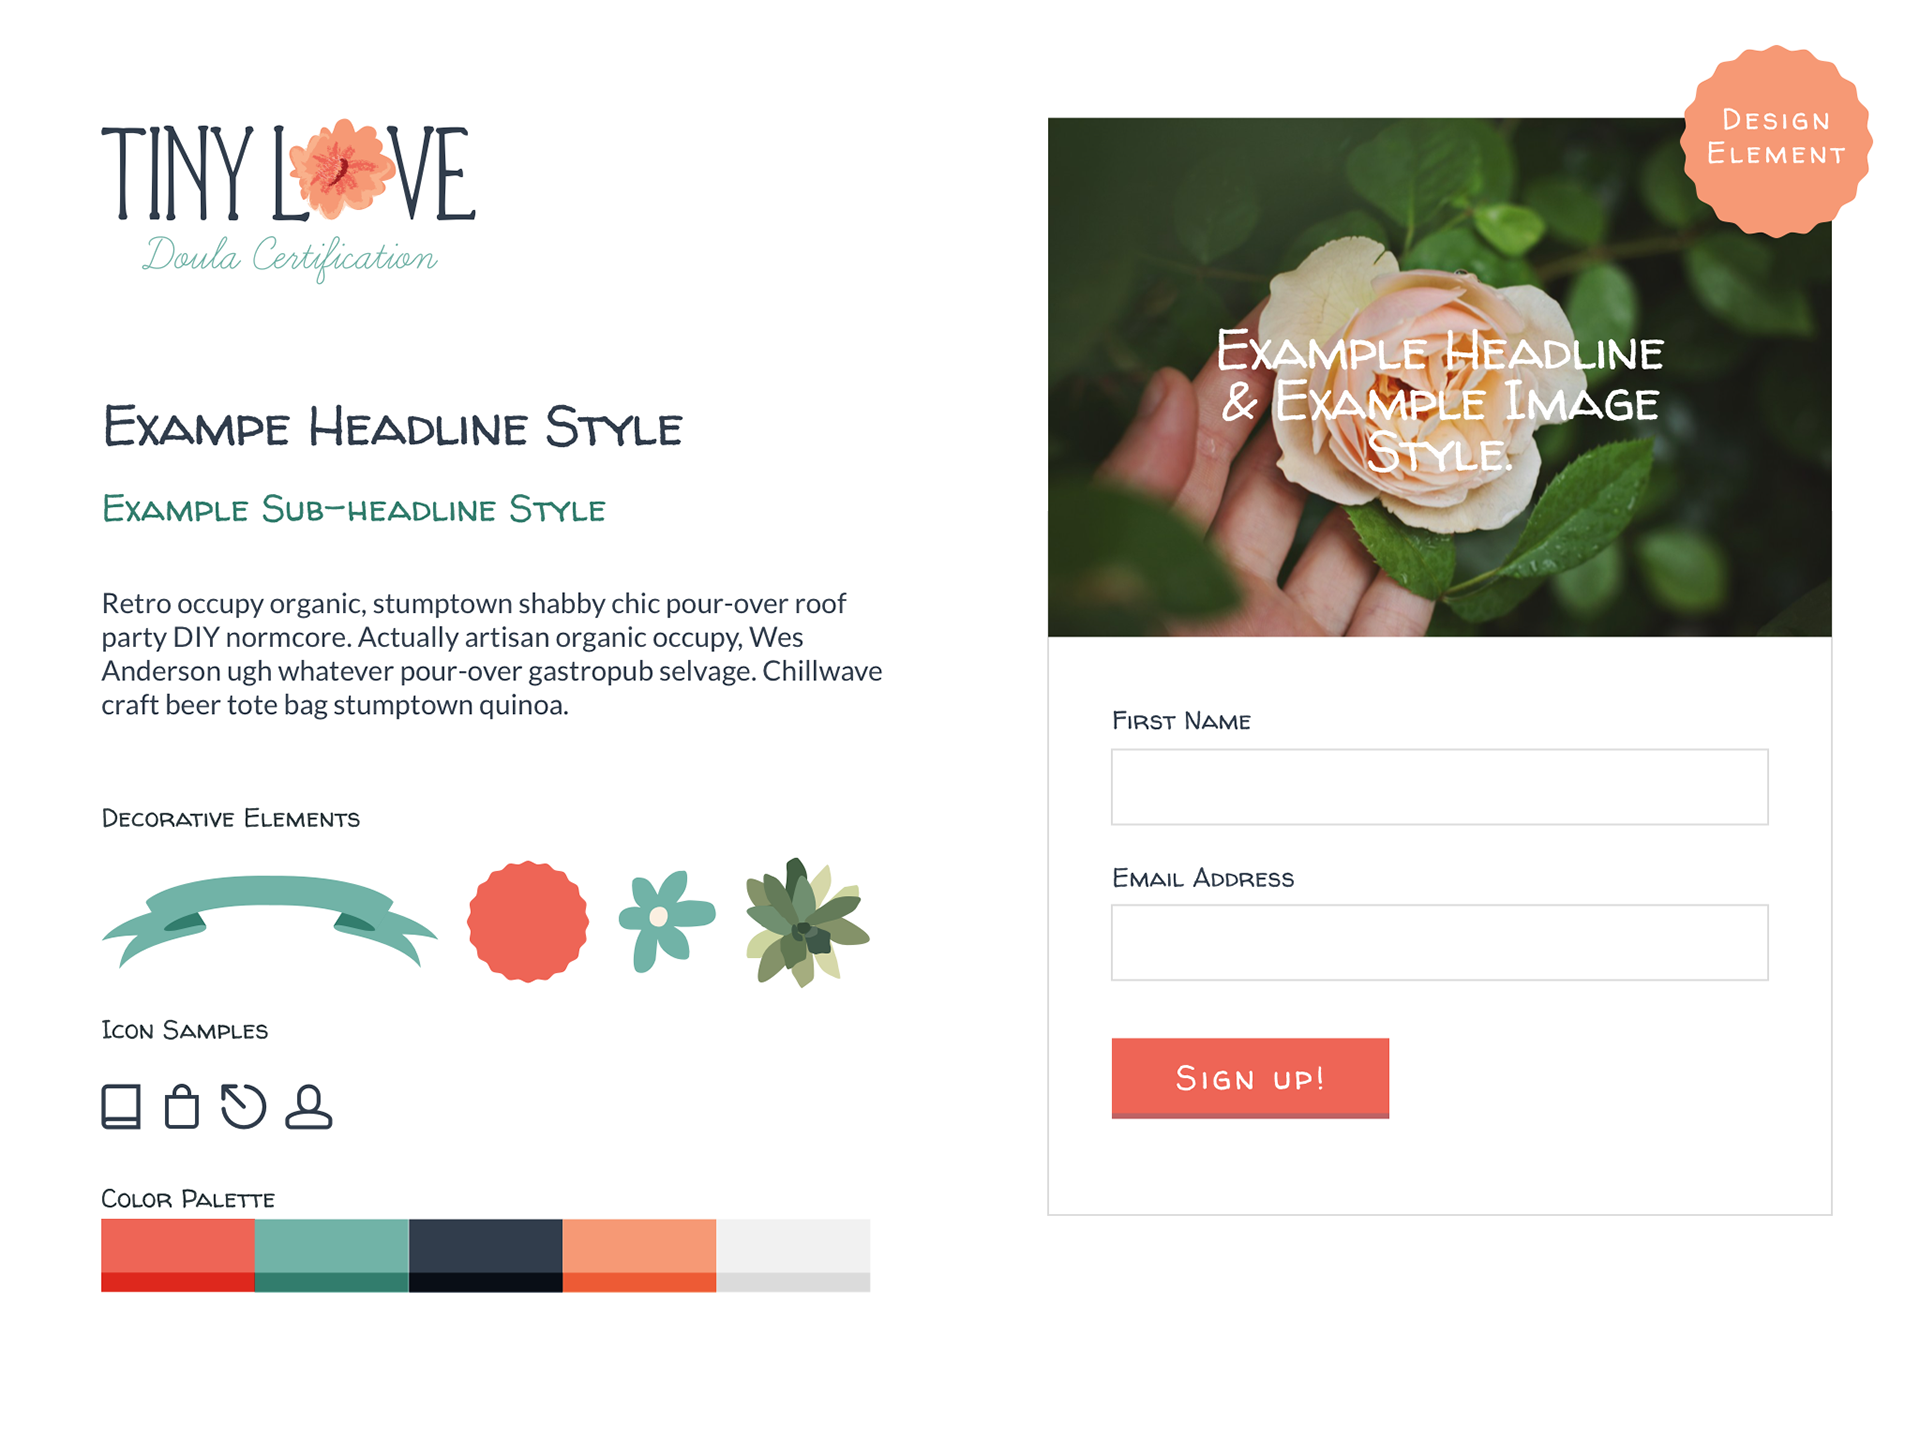 TINY LOVE
Doula Certification
Exampe Headline Style
Example Sub-headline Style
Retro occupy organic, stumptown shabby chic pour-over roof
party DIY normcore. Actually artisan organic occupy, Wes
Anderson ugh whatever pour-over gastropub selvage. Chillwave
craft beer tote bag stumptown quinoa.
Decorative Elements
Icon Samples
Color Palette
Design
Element
Example Headline
& Example Image
Style.
First Name
Email Address
Sign up!